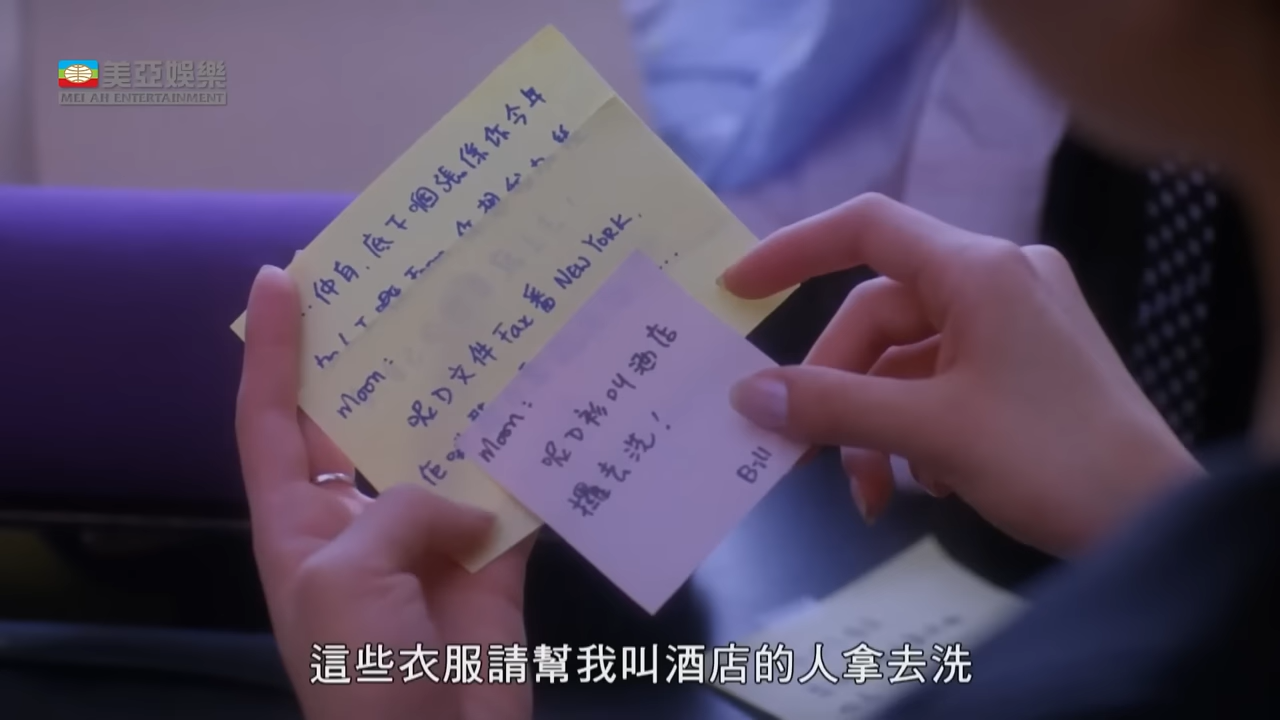 美亞娛樂
MEI AH ENTERTAINMENT
仲有.底下嗰張係你今年
Moon:
呢D文件Fax番NEW YORK.
Moon:
呢D衫叫酒店
攞去洗!
Bill
這些衣服請幫我叫酒店的人拿去洗